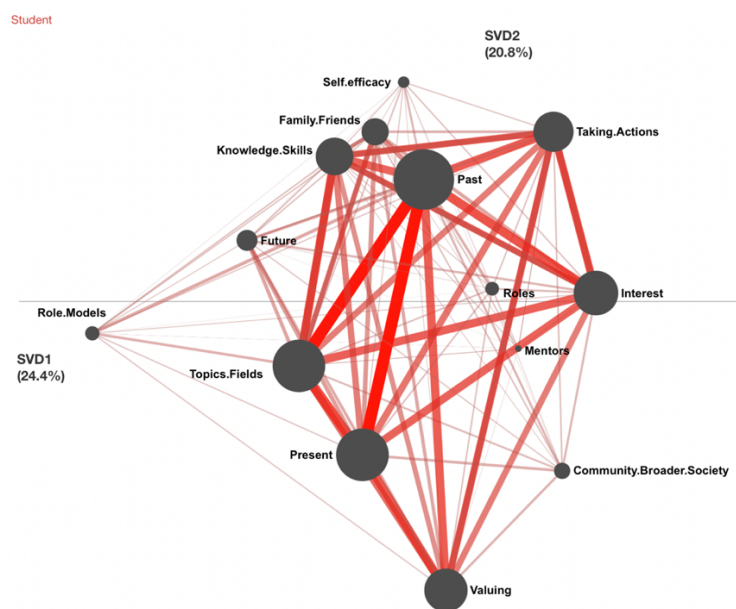 Student
SVD2
(20.8%)
Self.efficacy
Family.Friends
Taking.Actions
Knowledge.Skills
Past
Future
Roles
Interest
Role.Models
Mentors
SVD1
(24.4%)
Topics.Fields
Present
Community.Broader.Society
Valuing